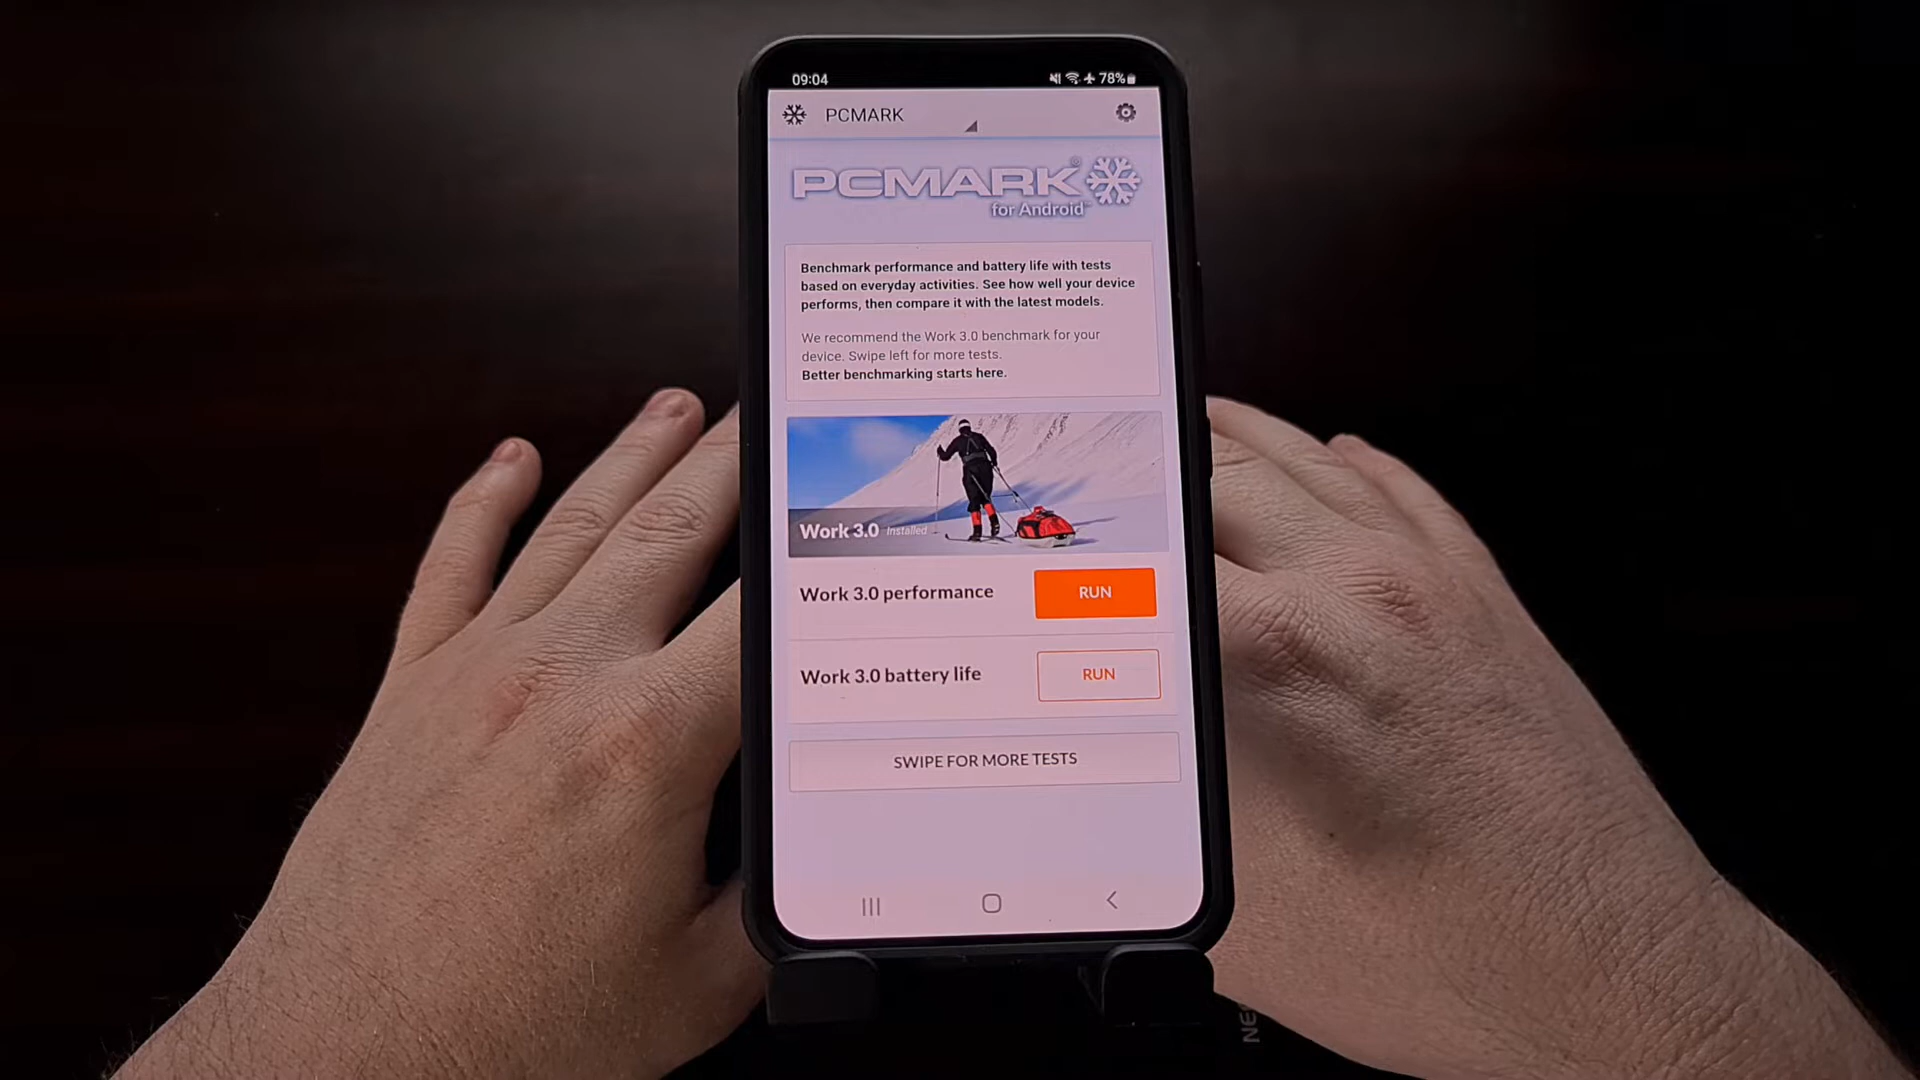 09:04
78%
PCMARK
PCMARK®
for Android™
Benchmark performance and battery life with tests
based on everyday activities. See how well your device
performs, then compare it with the latest models.
We recommend the Work 3.0 benchmark for your
device. Swipe left for more tests.
Better benchmarking starts here.
Work 3.0 Installed
Work 3.0 performance
RUN
Work 3.0 battery life
RUN
SWIPE FOR MORE TESTS